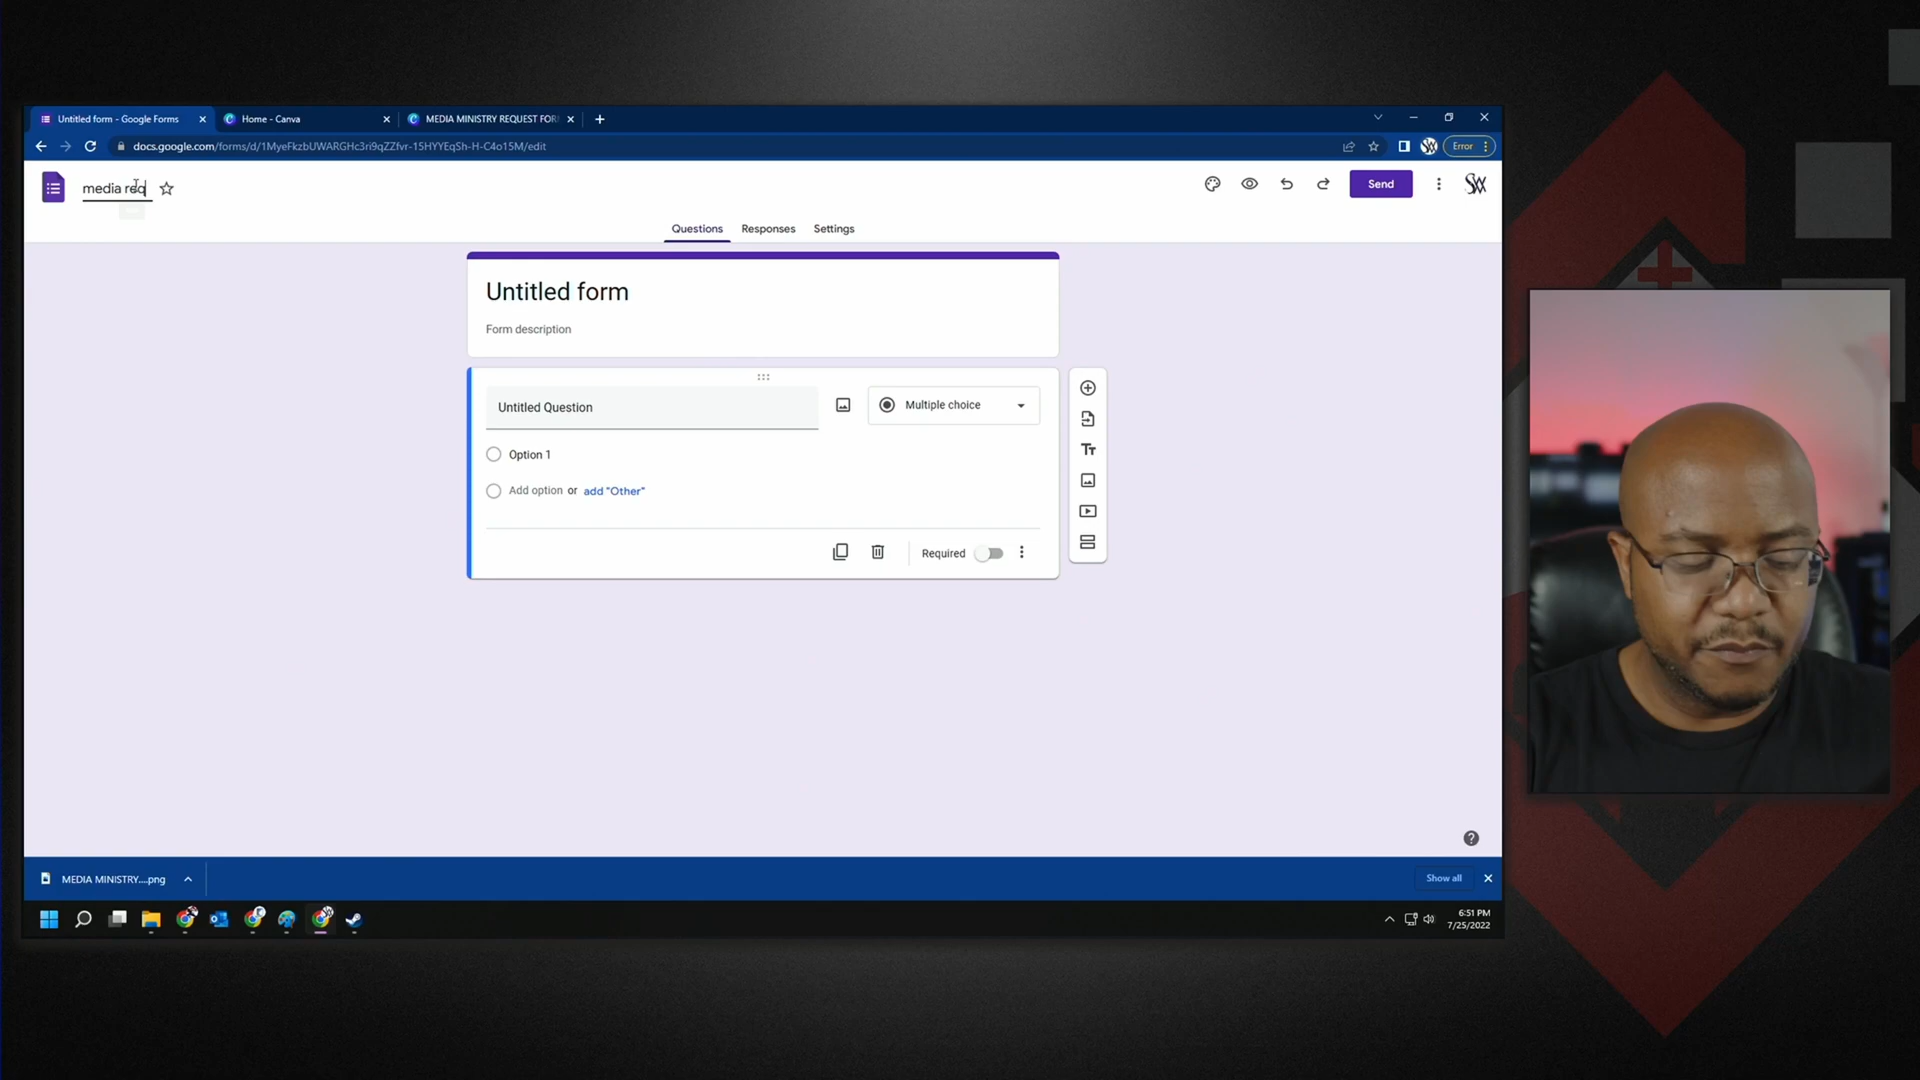 Untitled form - Google Forms
Home - Canva
MEDIA MINISTRY REQUEST FOR
docs.google.com/forms/d/1MyeFkzbUWARGHc3ri9qZZfvr-15HYYEqSh-H-C4o15M/edit
Error
media req
Send
Questions
Responses
Settings
Untitled form
Form description
Untitled Question
Multiple choice
Option 1
Add option or add "Other"
Required
MEDIA MINISTRY....png
Show all
6:51 PM
7/25/2022